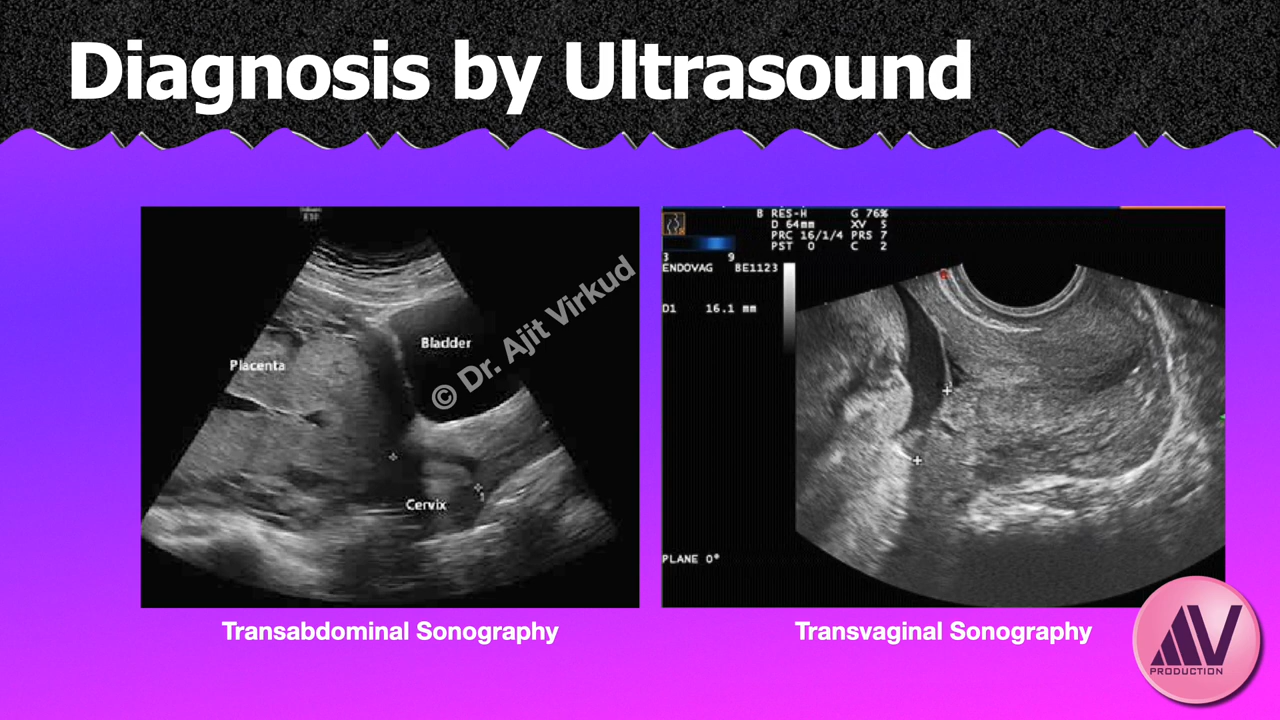 Diagnosis by Ultrasound
Placenta
Bladder
Cervix
1
© Dr. Ajit Virkud
B RES-H G 76%
D 64mm XV 5
PRC 16/1/4 PRS 7
PST 0 C 2
3 9
ENDOVAG BE1123
D1 16.1 mm
PLANE 0°
Transabdominal Sonography
Transvaginal Sonography
AV
PRODUCTION